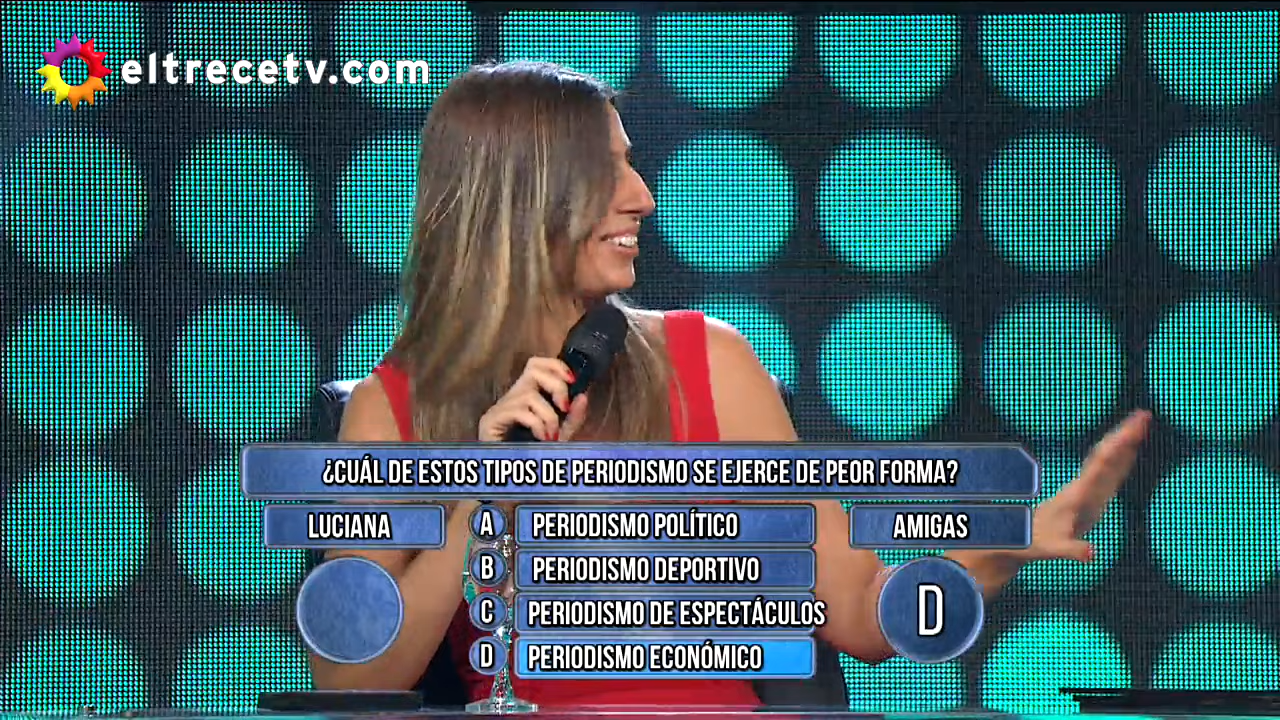 eltrecetv.com
¿CUÁL DE ESTOS TIPOS DE PERIODISMO SE EJERCE DE PEOR FORMA?
LUCIANA
A PERIODISMO POLÍTICO
AMIGAS
B PERIODISMO DEPORTIVO
C PERIODISMO DE ESPECTÁCULOS
D
D PERIODISMO ECONÓMICO